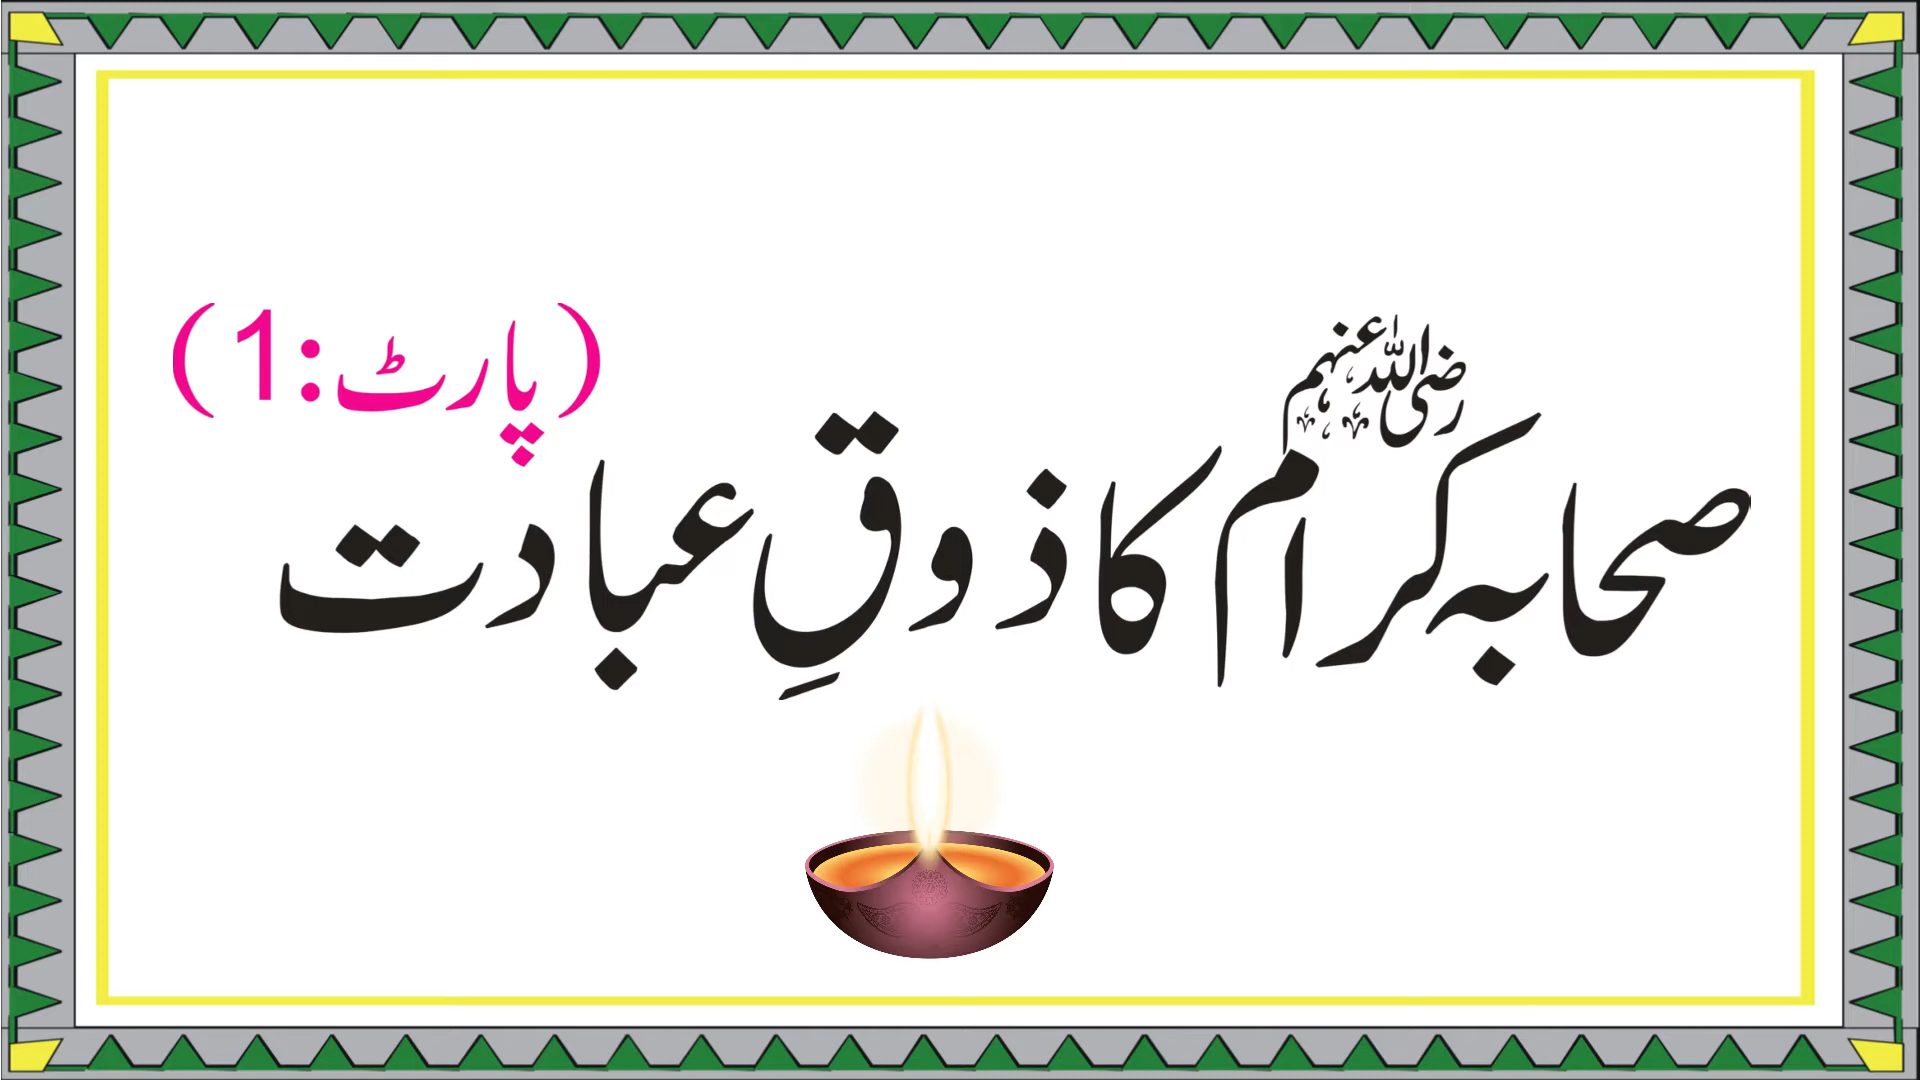 صحابہ کرام رضی اللہ عنہم کا ذوقِ عبادت
(پارٹ:1)